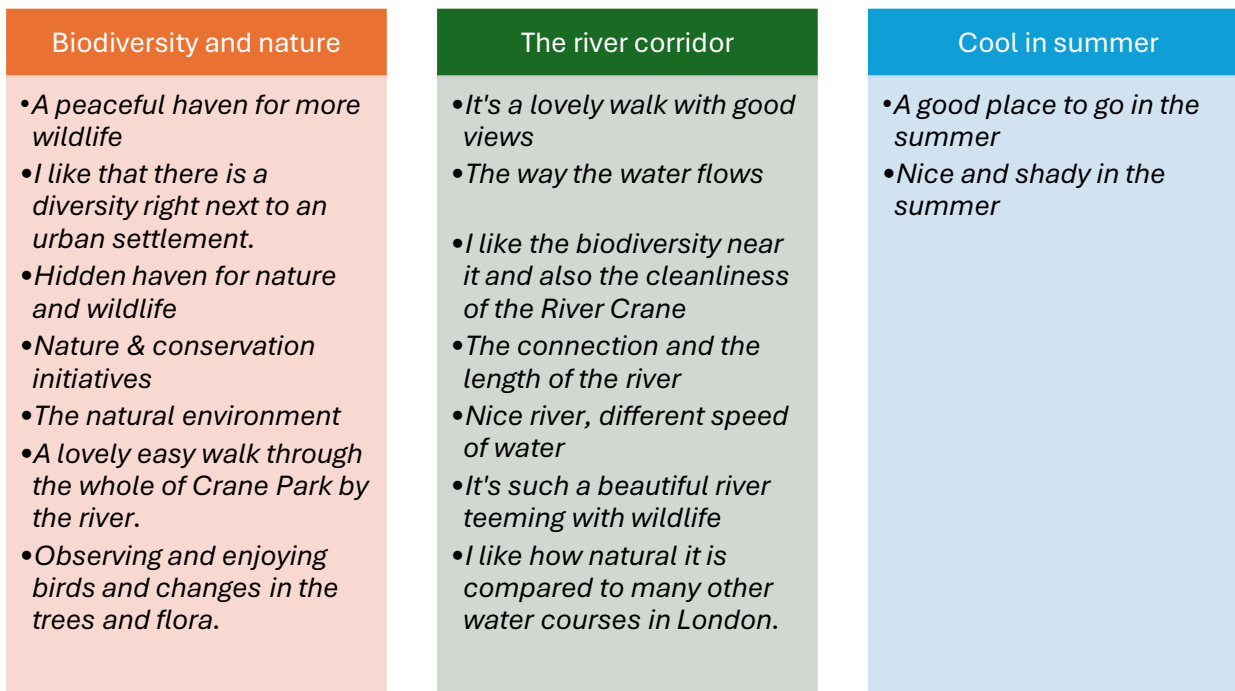 Biodiversity and nature
•A peaceful haven for more
wildlife
•I like that there is a
diversity right next to an
urban settlement.
•Hidden haven for nature
and wildlife
•Nature & conservation
initiatives
•The natural environment
•A lovely easy walk through
the whole of Crane Park by
the river.
•Observing and enjoying
birds and changes in the
trees and flora.
The river corridor
•It's a lovely walk with good
views
•The way the water flows
•I like the biodiversity near
it and also the cleanliness
of the River Crane
•The connection and the
length of the river
•Nice river, different speed
of water
•It's such a beautiful river
teeming with wildlife
•I like how natural it is
compared to many other
water courses in London.
Cool in summer
•A good place to go in the
summer
•Nice and shady in the
summer